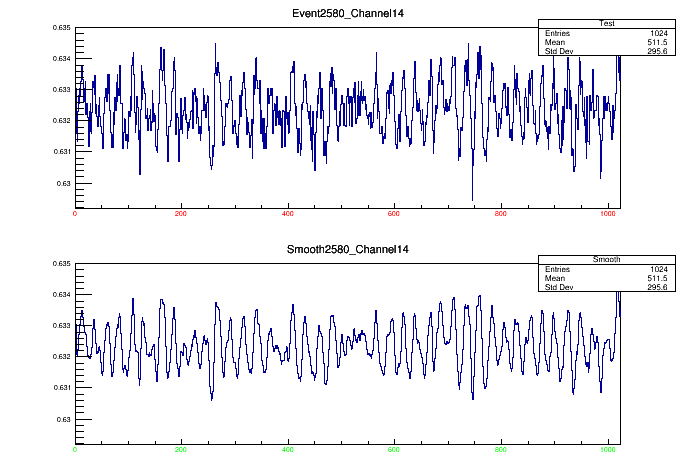 Event2580_Channel14
Test
Entries 1024
Mean 511.5
Std Dev 295.6
0.635
0.634
0.633
0.632
0.631
0.63
0 200 400 600 800 1000
Smooth2580_Channel14
Smooth
Entries 1024
Mean 511.5
Std Dev 295.6
0.635
0.634
0.633
0.632
0.631
0.63
0 200 400 600 800 1000